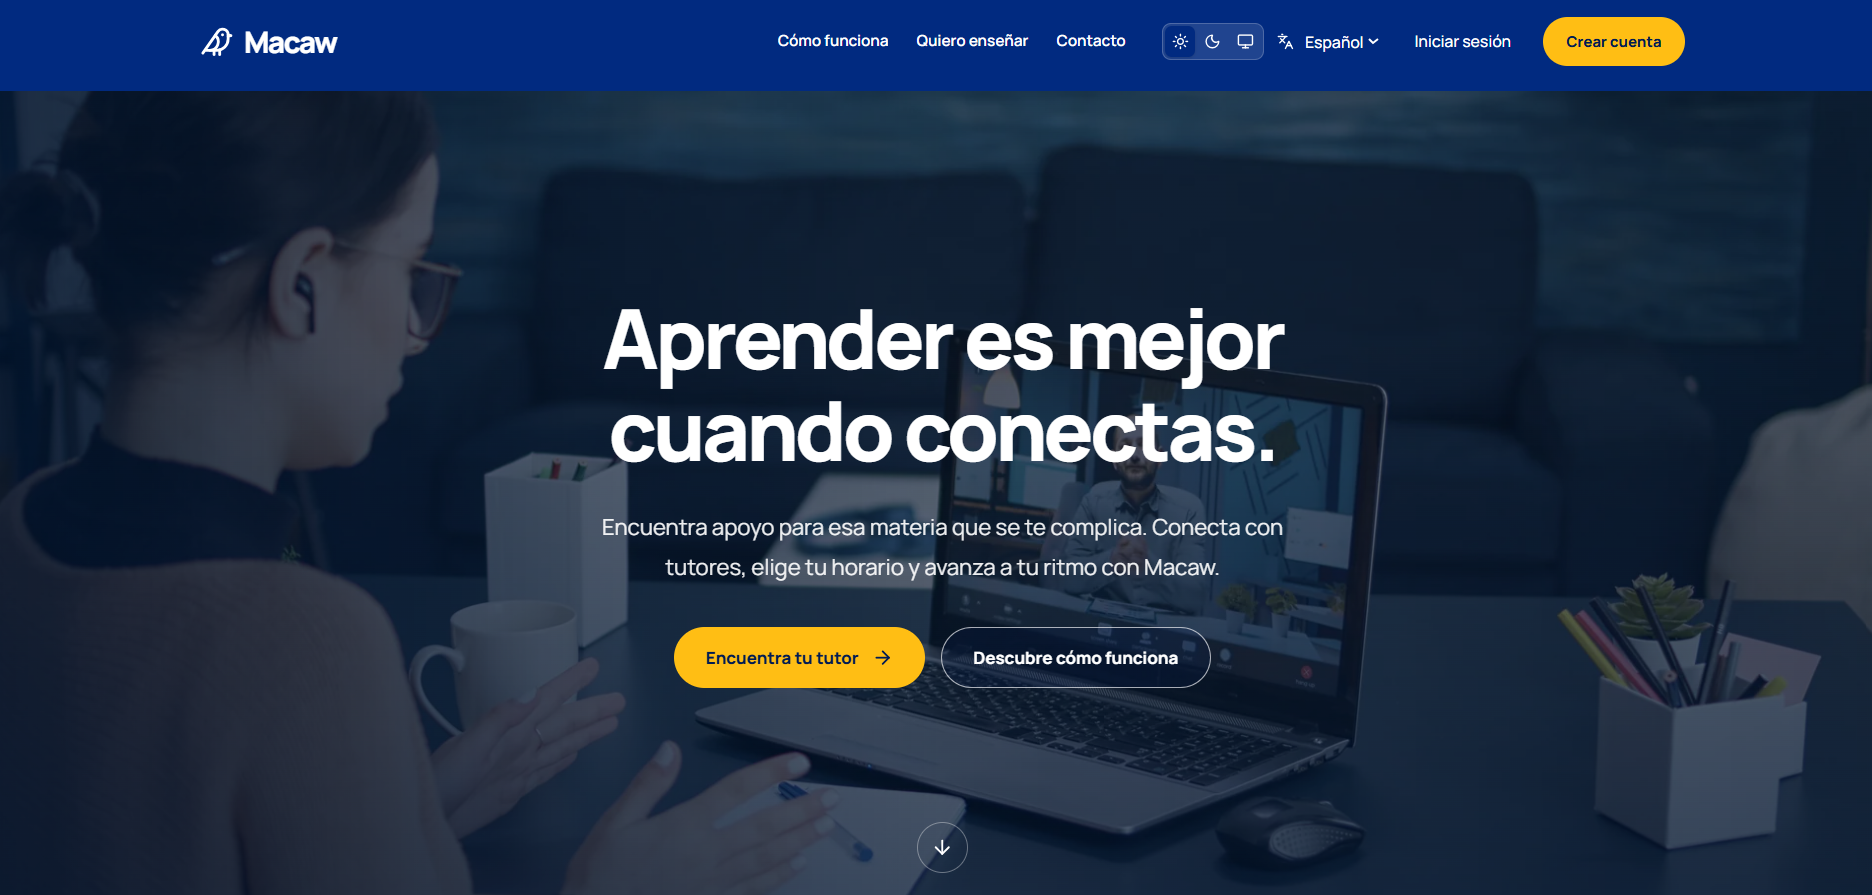 Macaw
Cómo funciona
Quiero enseñar
Contacto
Español
Iniciar sesión
Crear cuenta
Aprender es mejor
cuando conectas.
Encuentra apoyo para esa materia que se te complica. Conecta con
tutores, elige tu horario y avanza a tu ritmo con Macaw.
Encuentra tu tutor
Descubre cómo funciona